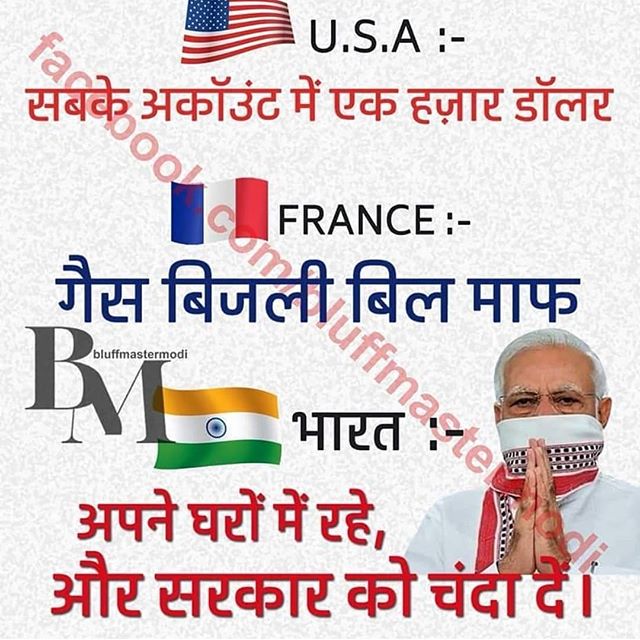 U.S.A :-
सबके अकॉउंट में एक हज़ार डॉलर
FRANCE :-
गैस बिजली बिल माफ
BM
bluffmastermodi
भारत :-
अपने घरों में रहे,
और सरकार को चंदा दें।
facebook.com/bluffmastermodi